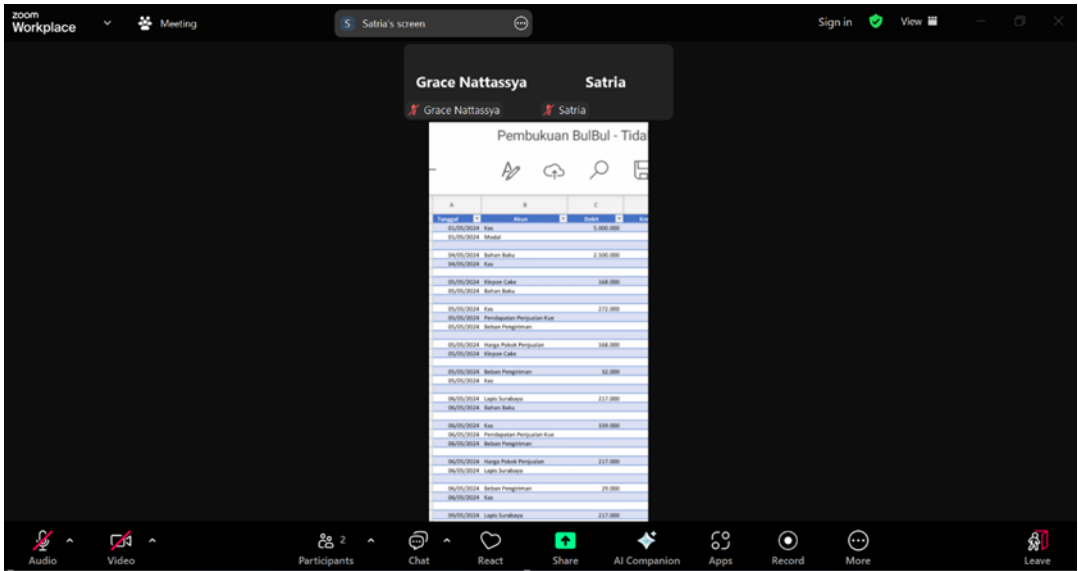 zoom
Workplace Meeting S Satria's screen Sign in View
Grace Nattassya Satria
Grace Nattassya Satria
Pembukuan BulBul - Tida
A B C
Tanggal Akun Debit
01/05/2024 Kas 5.000.000
01/05/2024 Modal
04/05/2024 Bahan Baku 2.500.000
04/05/2024 Kas
05/05/2024 Klepon Cake 168.000
05/05/2024 Bahan Baku
05/05/2024 Kas 272.000
05/05/2024 Pendapatan Penjualan Kue
05/05/2024 Beban Pengiriman
05/05/2024 Harga Pokok Penjualan 168.000
05/05/2024 Klepon Cake
05/05/2024 Beban Pengiriman 32.000
05/05/2024 Kas
06/05/2024 Lapis Surabaya 217.000
06/05/2024 Bahan Baku
06/05/2024 Kas 339.000
06/05/2024 Pendapatan Penjualan Kue
06/05/2024 Beban Pengiriman
06/05/2024 Harga Pokok Penjualan 217.000
06/05/2024 Lapis Surabaya
06/05/2024 Beban Pengiriman 29.000
06/05/2024 Kas
09/05/2024 Lapis Surabaya 217.000
2
Audio Video Participants Chat React Share AI Companion Apps Record More Leave